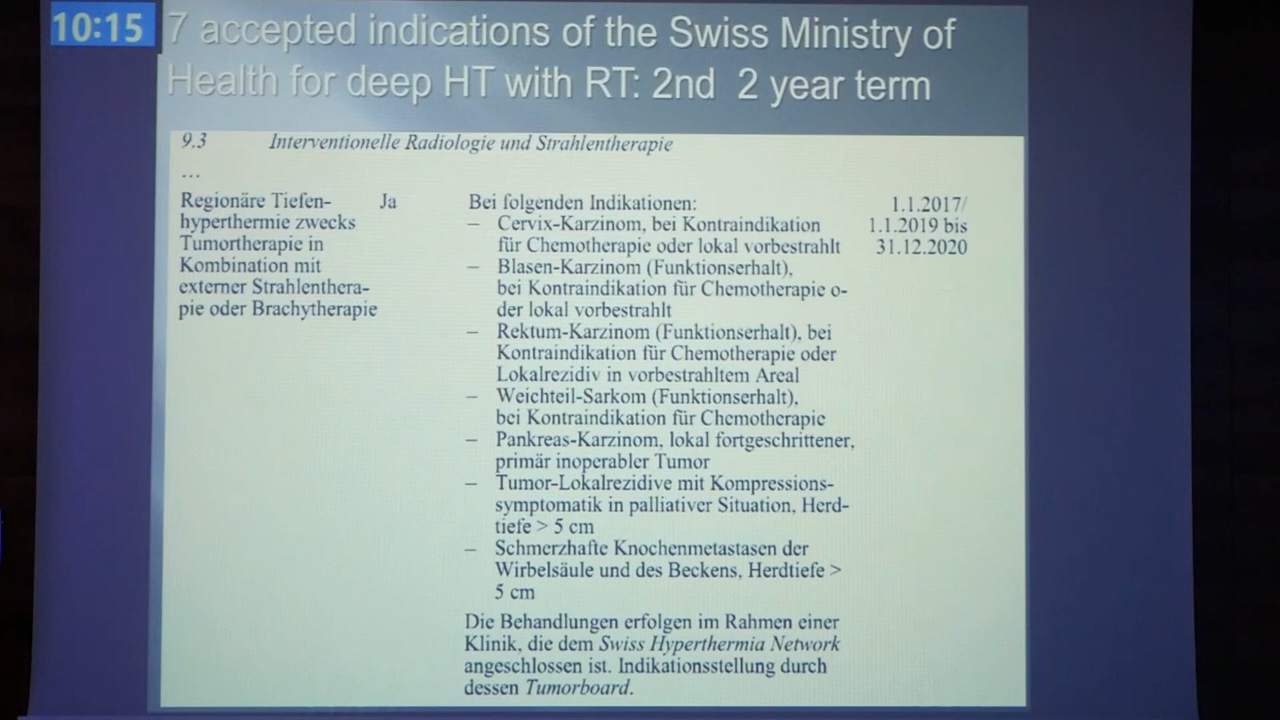 10:15
7 accepted indications of the Swiss Ministry of
Health for deep HT with RT: 2nd 2 year term
9.3 Interventionelle Radiologie und Strahlentherapie
...
Regionäre Tiefen-
hyperthermie zwecks
Tumortherapie in
Kombination mit
externer Strahlenthera-
pie oder Brachytherapie
Ja
Bei folgenden Indikationen:
– Cervix-Karzinom, bei Kontraindikation
für Chemotherapie oder lokal vorbestrahlt
– Blasen-Karzinom (Funktionserhalt),
bei Kontraindikation für Chemotherapie o-
der lokal vorbestrahlt
– Rektum-Karzinom (Funktionserhalt), bei
Kontraindikation für Chemotherapie oder
Lokalrezidiv in vorbestrahltem Areal
– Weichteil-Sarkom (Funktionserhalt),
bei Kontraindikation für Chemotherapie
– Pankreas-Karzinom, lokal fortgeschrittener,
primär inoperabler Tumor
– Tumor-Lokalrezidive mit Kompressions-
symptomatik in palliativer Situation, Herd-
tiefe > 5 cm
– Schmerzhafte Knochenmetastasen der
Wirbelsäule und des Beckens, Herdtiefe >
5 cm
Die Behandlungen erfolgen im Rahmen einer
Klinik, die dem Swiss Hyperthermia Network
angeschlossen ist. Indikationsstellung durch
dessen Tumorboard.
1.1.2017/
1.1.2019 bis
31.12.2020